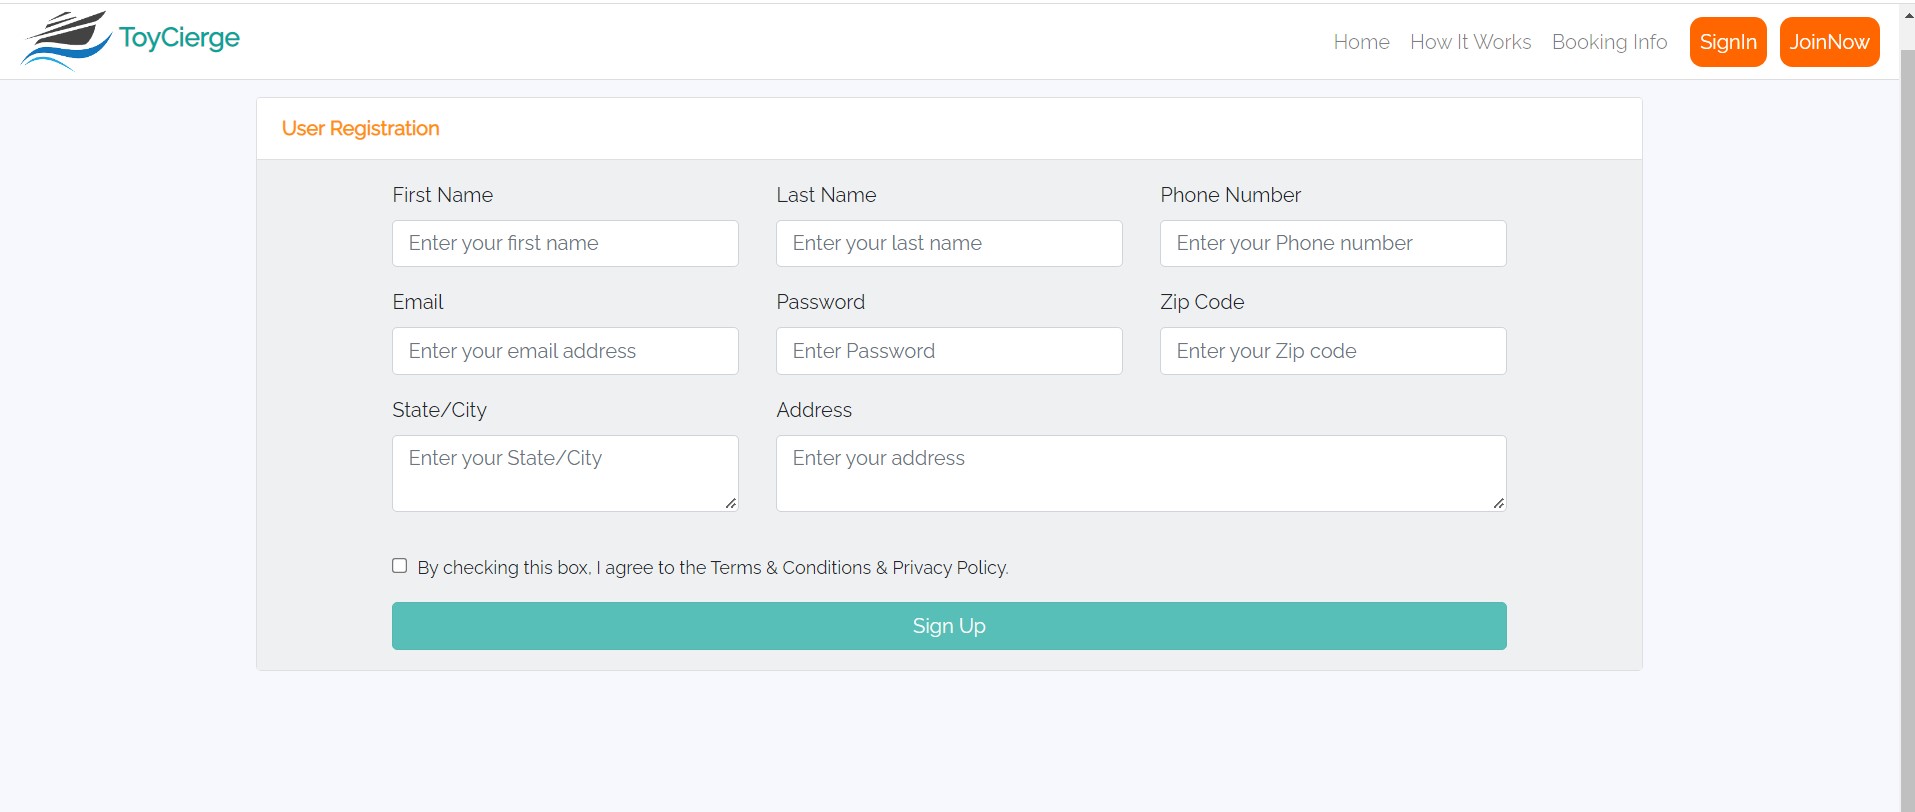 ToyCierge
Home How It Works Booking Info SignIn JoinNow
User Registration
First Name Last Name Phone Number
Enter your first name Enter your last name Enter your Phone number
Email Password Zip Code
Enter your email address Enter Password Enter your Zip code
State/City Address
Enter your State/City Enter your address
By checking this box, I agree to the Terms & Conditions & Privacy Policy.
Sign Up